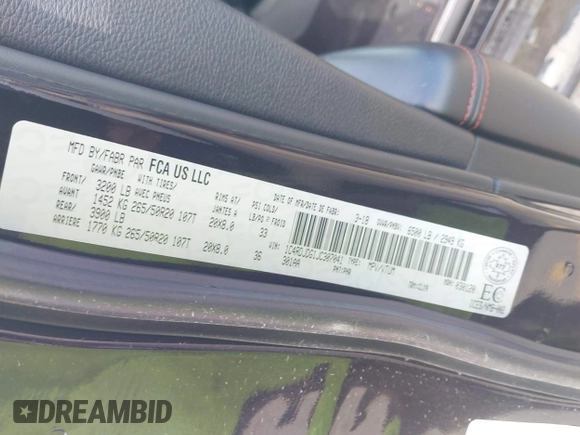 MFD BY/FABR PAR FCA US LLC
DATE OF MFR/DATE DE FABR: 3-18 GVWR/PNBV: 6500 LB / 2949 KG
GAWR/PNBE WITH TIRES/ RIMS AT/ PSI COLD/
FRONT/ 3200 LB AVEC PNEUS JANTES A LB/PO
AVANT 1452 KG 265/50R20 107T 20X8.0 33
REAR/ 3900 LB
ARRIERE 1770 KG 265/50R20 107T 20X8.0 36
VIN: TYPE: MPV/VTUM
301AA PNT:
EC
DREAMBID